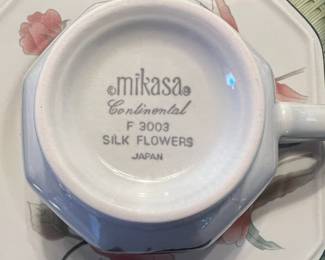 ©mikasa®
Continental
F 3003
SILK FLOWERS
JAPAN